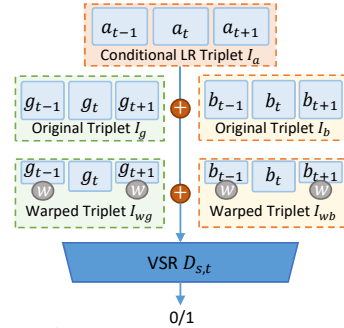 a_{t−1} a_t a_{t+1}
Conditional LR Triplet I_a
g_{t−1} g_t g_{t+1}
Original Triplet I_g
+
b_{t−1} b_t b_{t+1}
Original Triplet I_b
g_{t−1} g_t g_{t+1}
W W
Warped Triplet I_{wg}
+
b_{t−1} b_t b_{t+1}
W W
Warped Triplet I_{wb}
VSR D_{s,t}
0/1